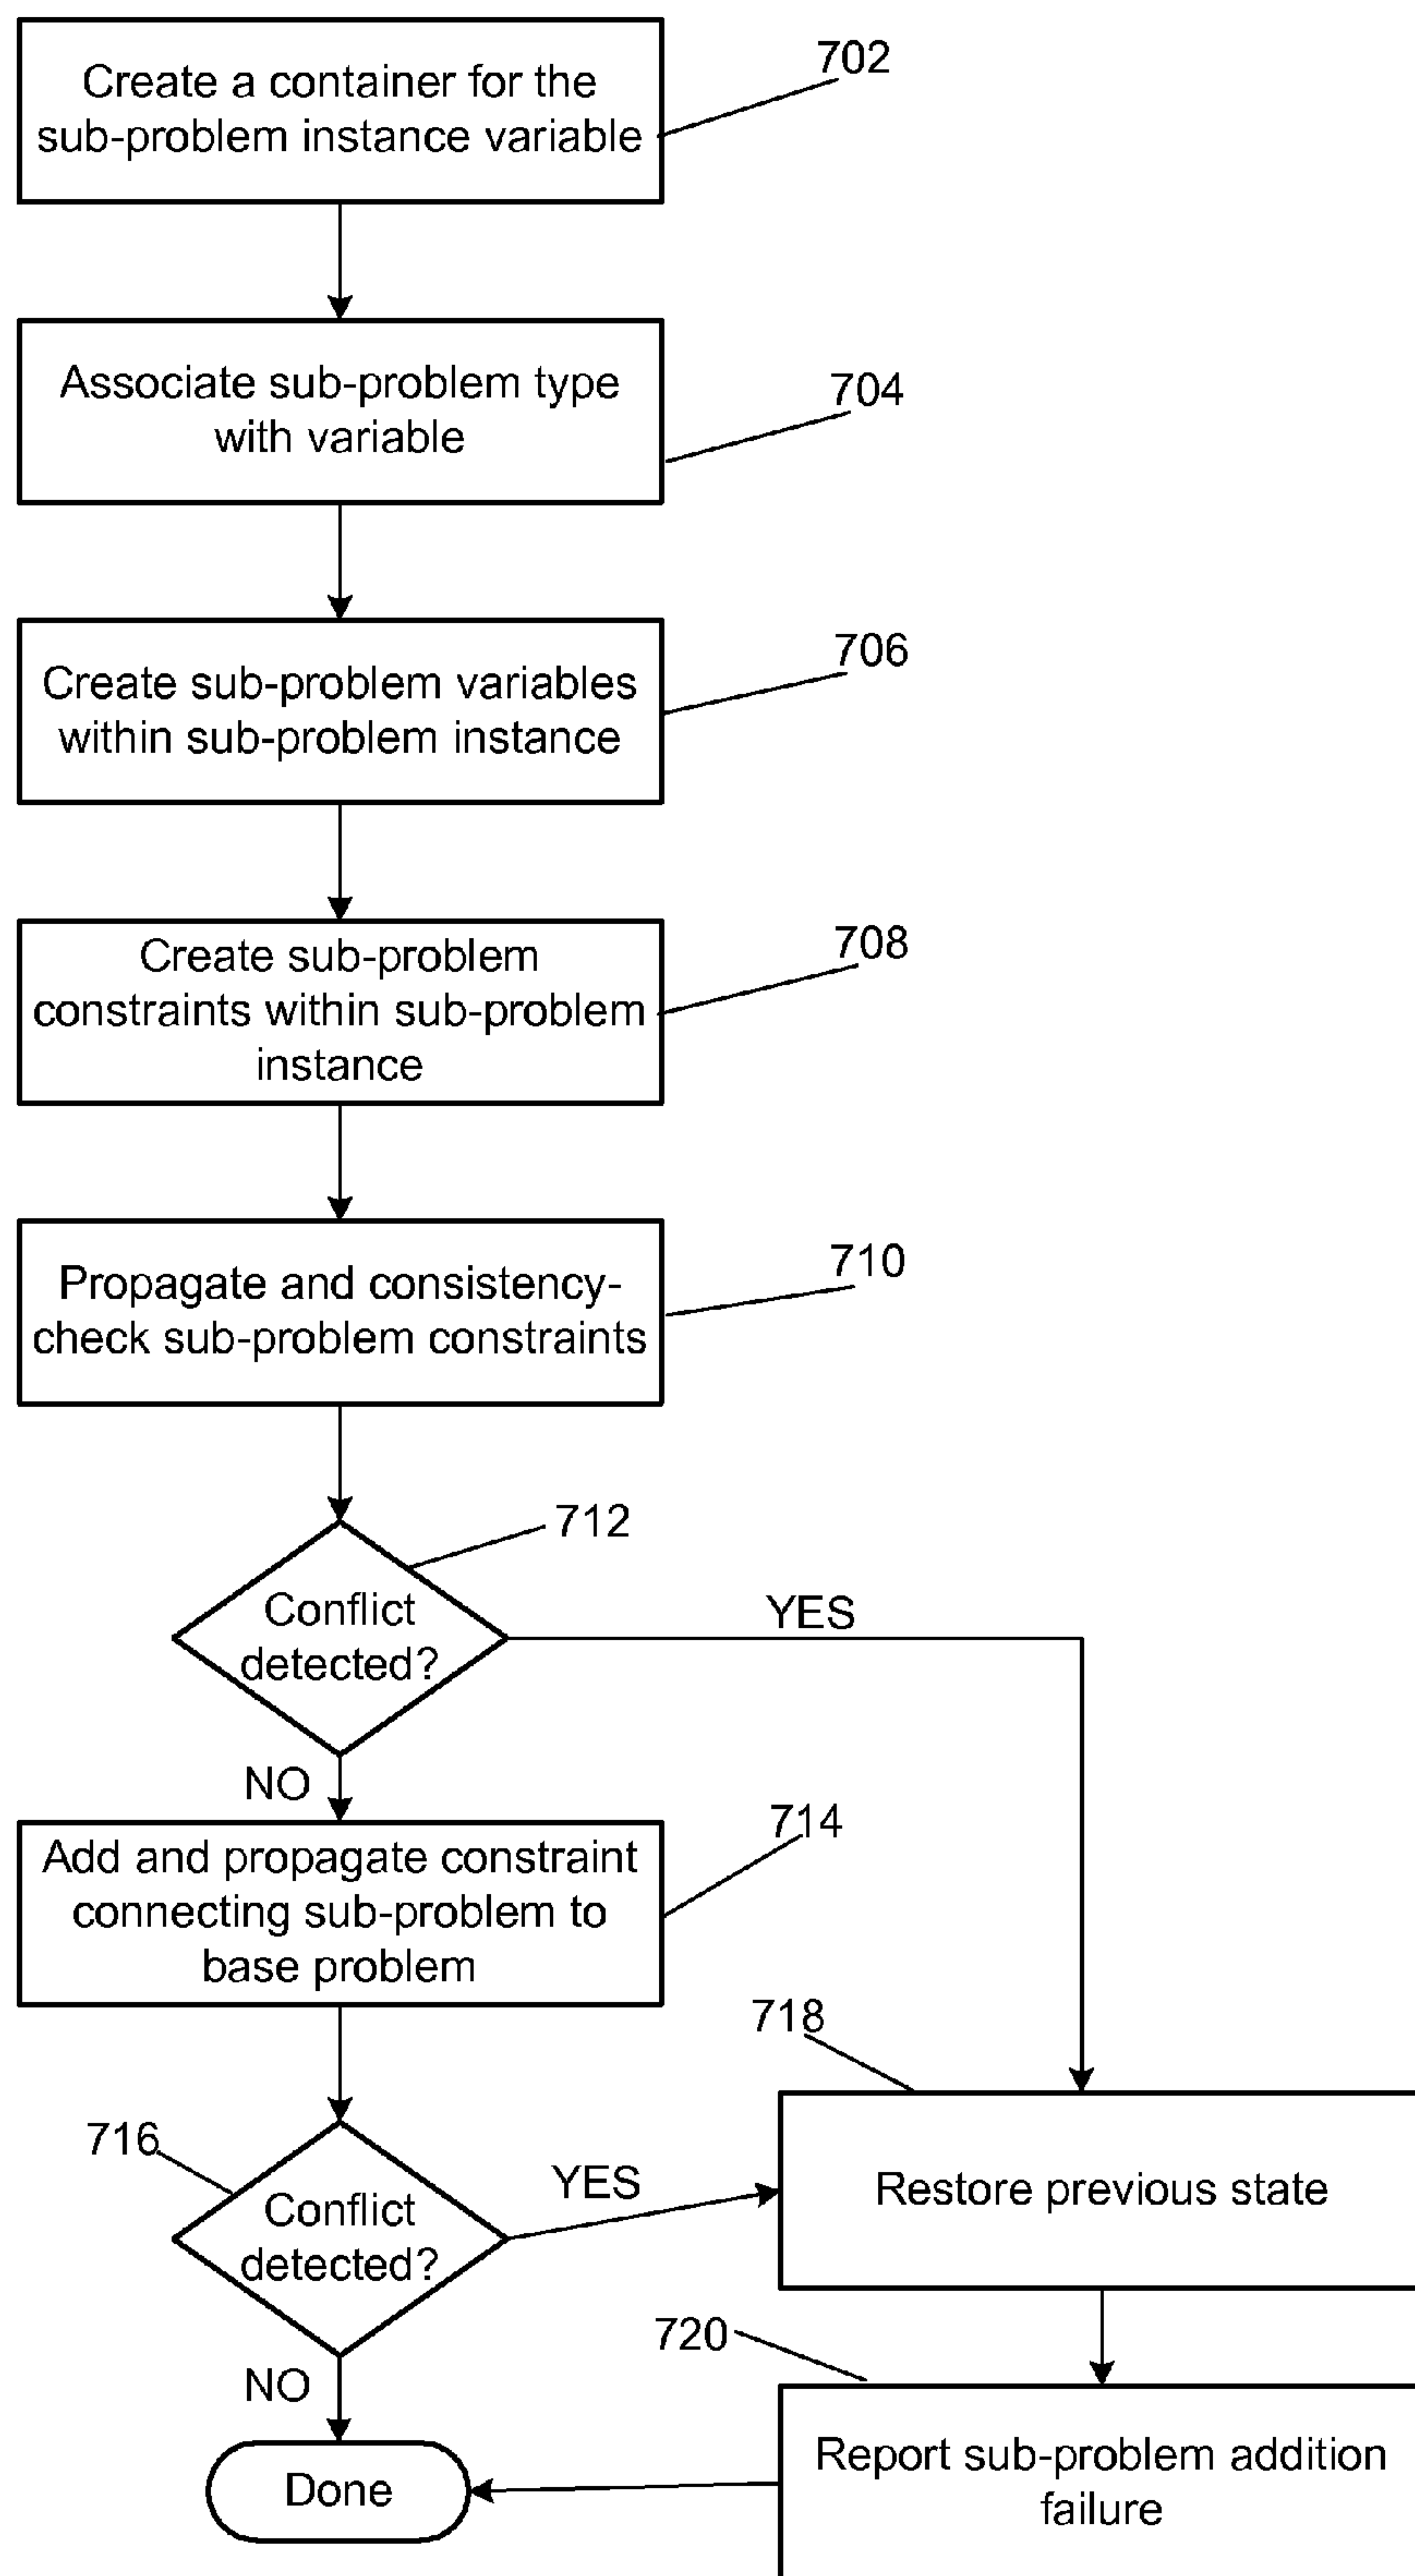 Create a container for the
sub-problem instance variable
702
Associate sub-problem type
with variable
704
Create sub-problem variables
within sub-problem instance
706
Create sub-problem
constraints within sub-problem
instance
708
Propagate and consistency-
check sub-problem constraints
710
Conflict
detected?
712
YES
NO
Add and propagate constraint
connecting sub-problem to
base problem
714
716
Conflict
detected?
YES
NO
718
Restore previous state
720
Report sub-problem addition
failure
Done